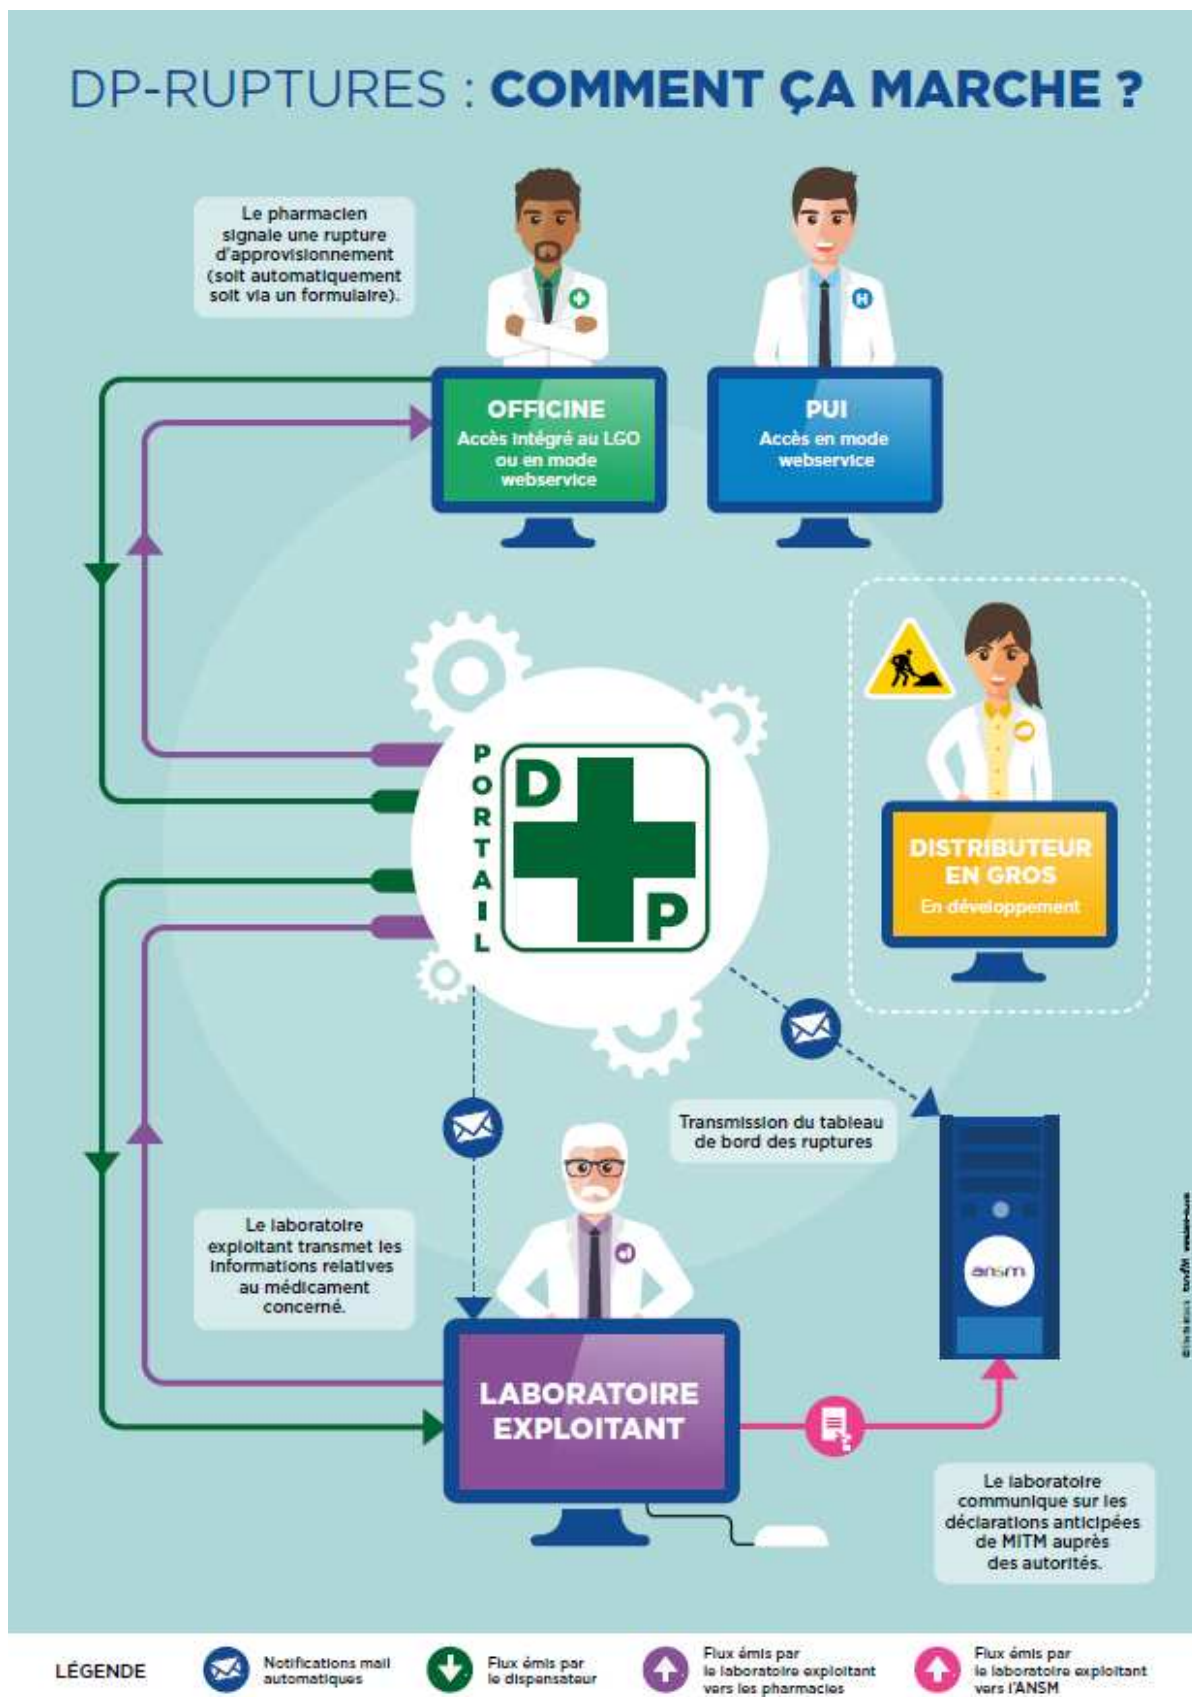 DP-RUPTURES : COMMENT ÇA MARCHE ?
Le pharmacien
signale une rupture
d'approvisionnement
(soit automatiquement
soit via un formulaire).
OFFICINE
Accès intégré au LGO
ou en mode
webservice
H
PUI
Accès en mode
webservice
PORTAIL
D
P
DISTRIBUTEUR
EN GROS
En développement
Transmission du tableau
de bord des ruptures
ansm
Le laboratoire
exploitant transmet les
informations relatives
au médicament
concerné.
LABORATOIRE
EXPLOITANT
Le laboratoire
communique sur les
déclarations anticipées
de MITM auprès
des autorités.
LÉGENDE
Notifications mail
automatiques
Flux émis par
le dispensateur
Flux émis par
le laboratoire exploitant
vers les pharmacies
Flux émis par
le laboratoire exploitant
vers l'ANSM